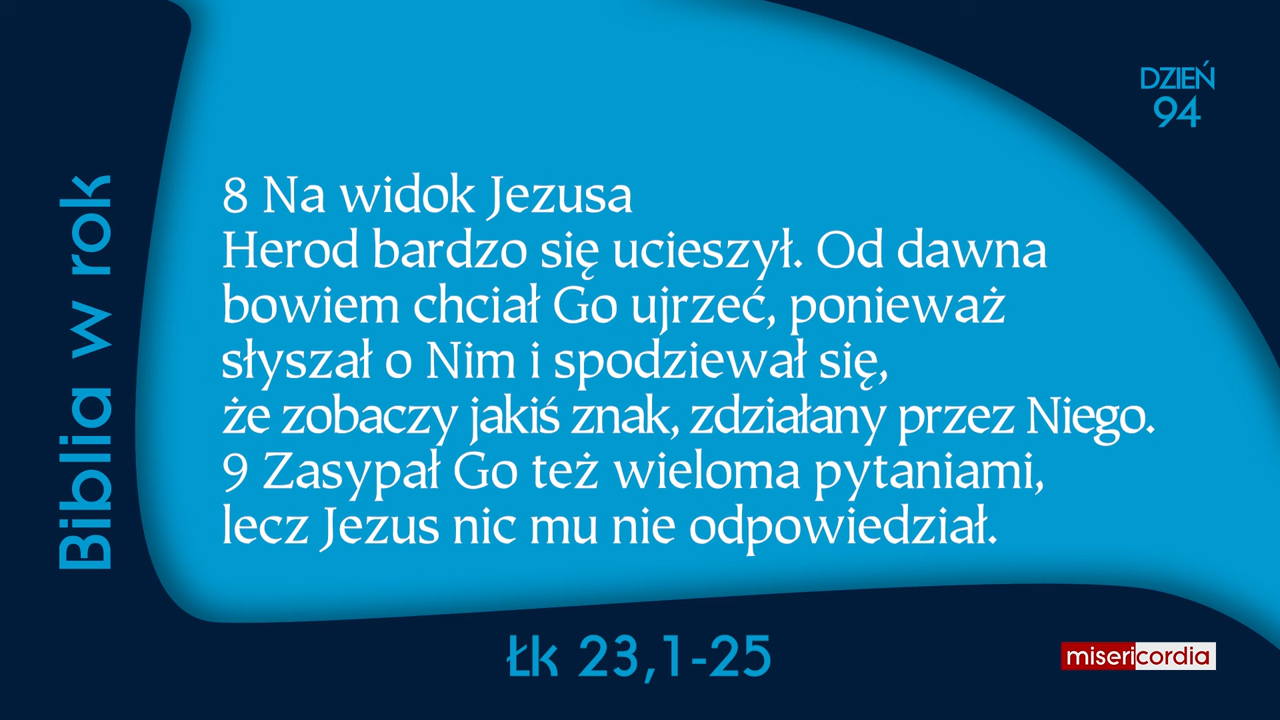 DZIEŃ
94
Biblia w rok
8 Na widok Jezusa
Herod bardzo się ucieszył. Od dawna
bowiem chciał Go ujrzeć, ponieważ
słyszał o Nim i spodziewał się,
że zobaczy jakiś znak, zdziałany przez Niego.
9 Zasypał Go też wieloma pytaniami,
lecz Jezus nic mu nie odpowiedział.
Łk 23,1-25
misericordia